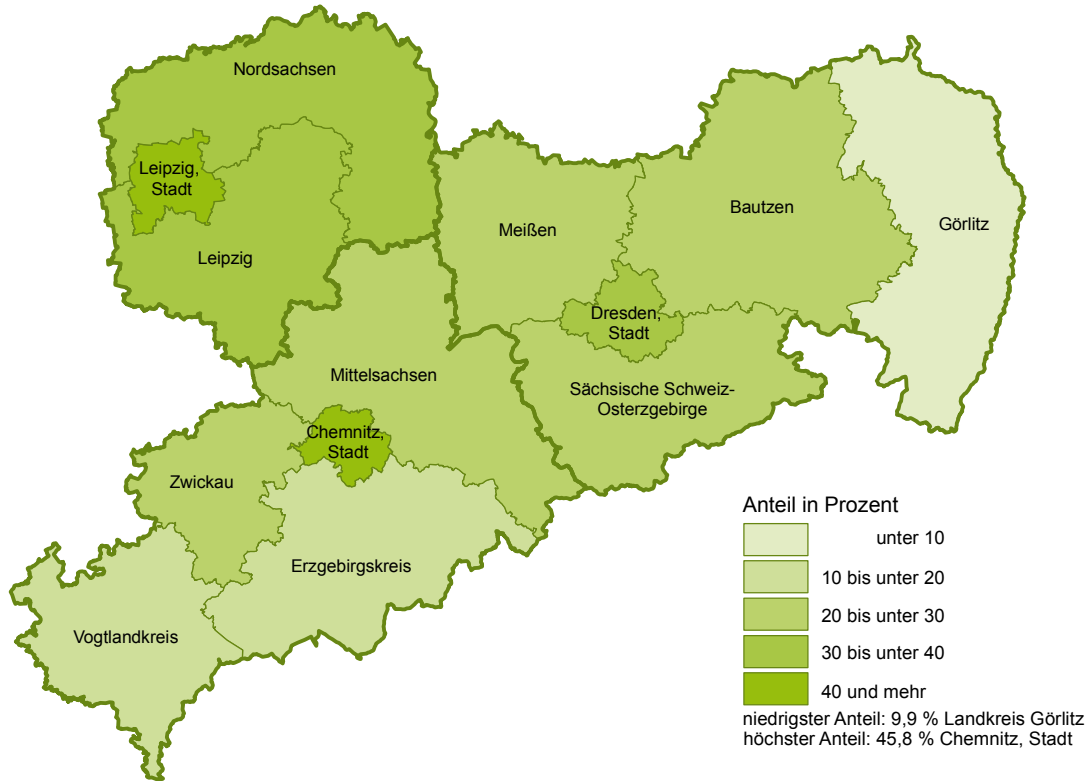 Nordsachsen
Leipzig,
Stadt
Leipzig
Meißen
Bautzen
Görlitz
Dresden,
Stadt
Mittelsachsen
Sächsische Schweiz-
Osterzgebirge
Chemnitz,
Stadt
Zwickau
Erzgebirgskreis
Vogtlandkreis
Anteil in Prozent
unter 10
10 bis unter 20
20 bis unter 30
30 bis unter 40
40 und mehr
niedrigster Anteil: 9,9 % Landkreis Görlitz
höchster Anteil: 45,8 % Chemnitz, Stadt